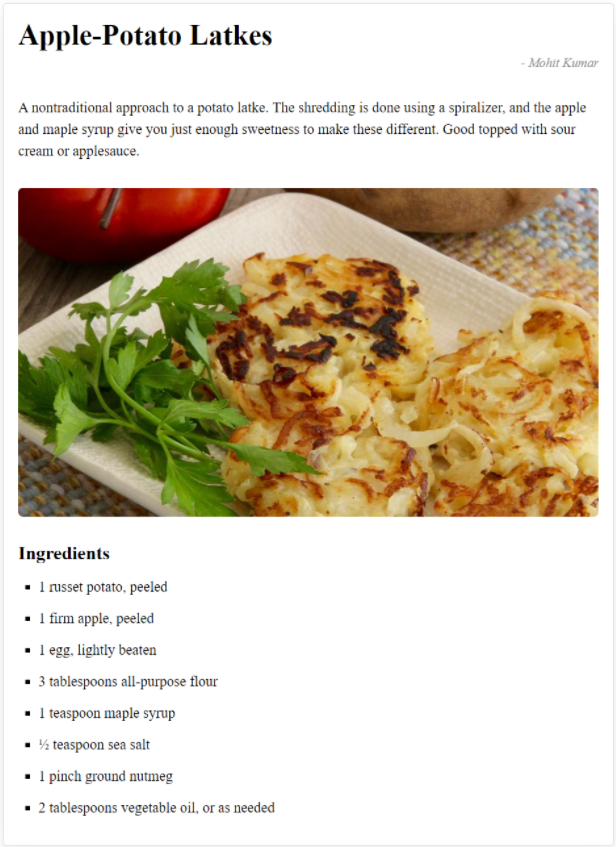 Apple-Potato Latkes
- Mohit Kumar
A nontraditional approach to a potato latke. The shredding is done using a spiralizer, and the apple
and maple syrup give you just enough sweetness to make these different. Good topped with sour
cream or applesauce.
Ingredients
1 russet potato, peeled
1 firm apple, peeled
1 egg, lightly beaten
3 tablespoons all-purpose flour
1 teaspoon maple syrup
½ teaspoon sea salt
1 pinch ground nutmeg
2 tablespoons vegetable oil, or as needed